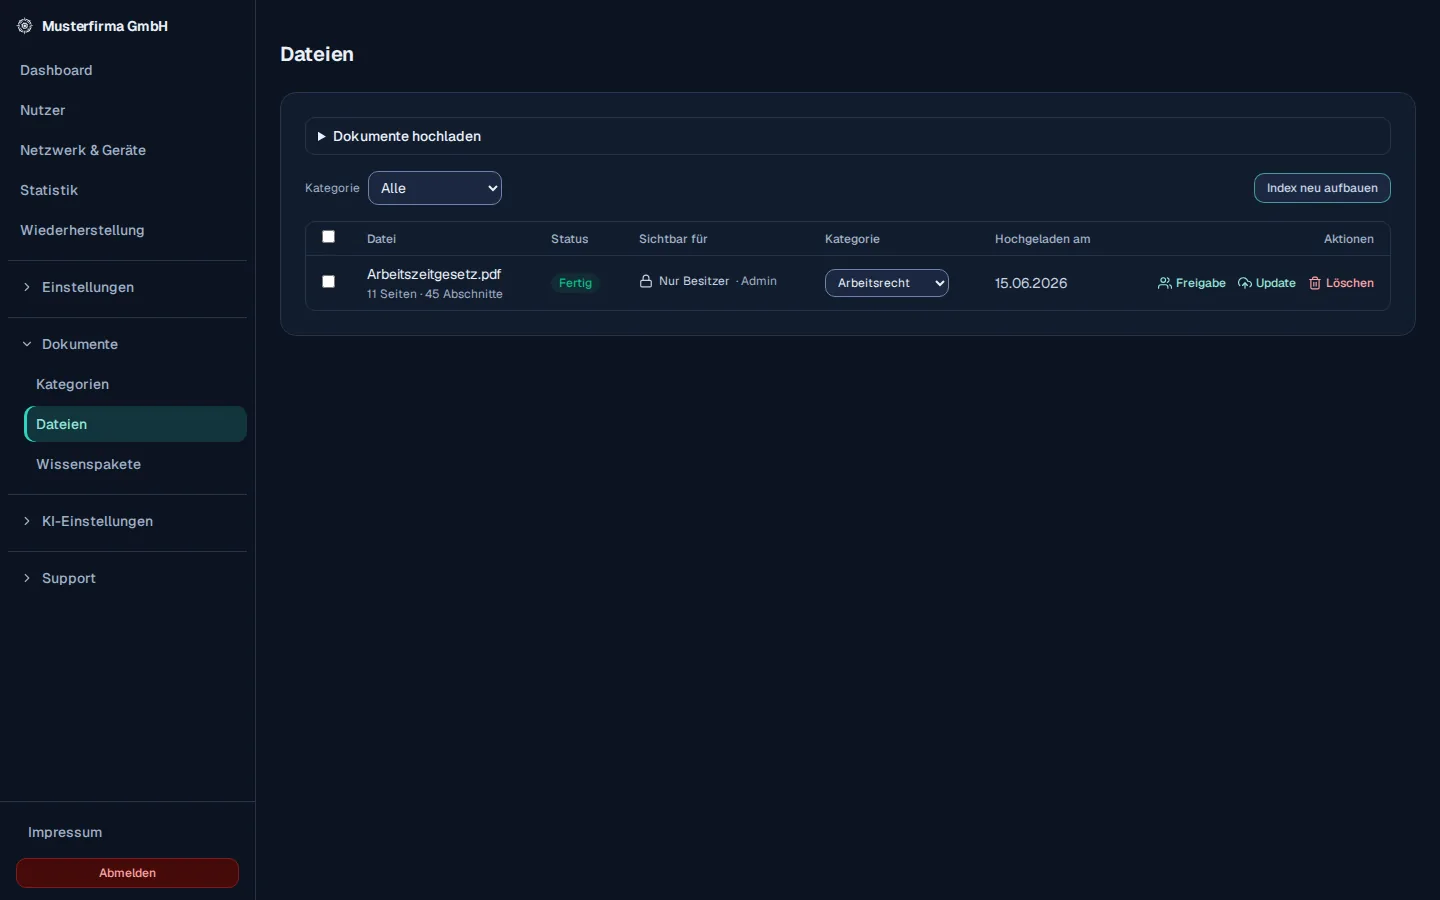 Musterfirma GmbH
Dashboard
Nutzer
Netzwerk & Geräte
Statistik
Wiederherstellung
Einstellungen
Dokumente
Kategorien
Dateien
Wissenspakete
KI-Einstellungen
Support
Impressum
Abmelden
Dateien
Dokumente hochladen
Kategorie Alle Index neu aufbauen
Datei Status Sichtbar für Kategorie Hochgeladen am Aktionen
Arbeitszeitgesetz.pdf Fertig Nur Besitzer · Admin Arbeitsrecht 15.06.2026 Freigabe Update Löschen
11 Seiten · 45 Abschnitte